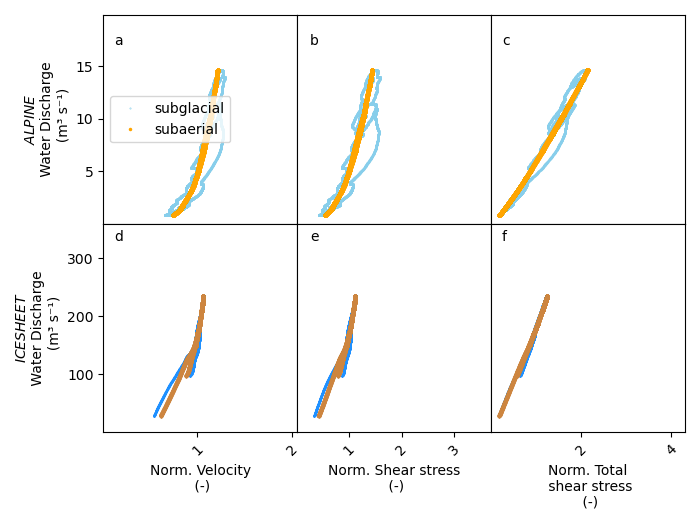 a
b
c
ALPINE
Water Discharge
(m³ s⁻¹)
15
10
5
subglacial
subaerial
d
e
f
ICESHEET
Water Discharge
(m³ s⁻¹)
300
200
100
1
2
1
2
3
2
4
Norm. Velocity
(-)
Norm. Shear stress
(-)
Norm. Total
shear stress
(-)